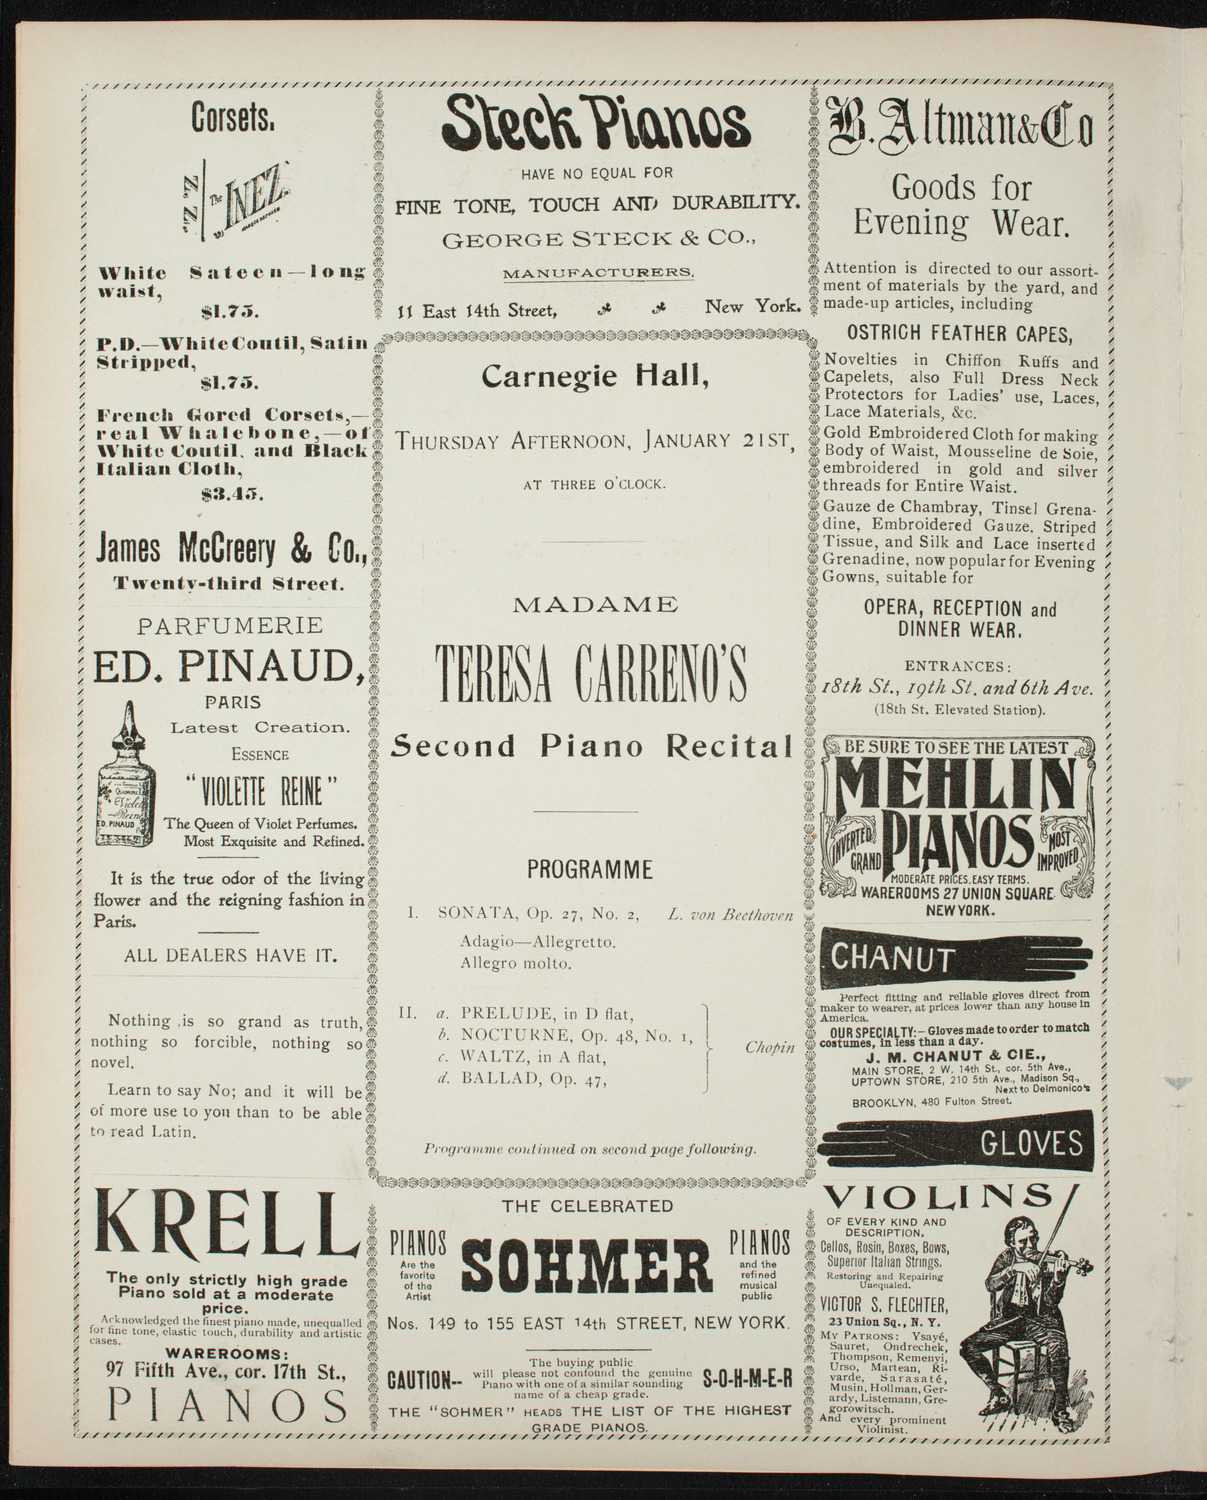 Corsets.
Z. Z. The INEZ.
White Sateen—long
waist,
$1.75.
P.D.—White Coutil, Satin
Stripped,
$1.75.
French Gored Corsets,—
real Whalebone,—of
White Coutil, and Black
Italian Cloth,
$3.45.
James McCreery & Co.,
Twenty-third Street.
PARFUMERIE
ED. PINAUD,
PARIS
Latest Creation.
ESSENCE
"VIOLETTE REINE"
The Queen of Violet Perfumes.
Most Exquisite and Refined.
ED. PINAUD
It is the true odor of the living
flower and the reigning fashion in
Paris.
ALL DEALERS HAVE IT.
Nothing is so grand as truth,
nothing so forcible, nothing so
novel.
Learn to say No; and it will be
of more use to you than to be able
to read Latin.
KRELL
The only strictly high grade
Piano sold at a moderate
price.
Acknowledged the finest piano made, unequalled
for fine tone, elastic touch, durability and artistic
cases.
WAREROOMS:
97 Fifth Ave., cor. 17th St.,
PIANOS
Steck Pianos
HAVE NO EQUAL FOR
FINE TONE, TOUCH AND DURABILITY.
GEORGE STECK & CO.,
MANUFACTURERS,
11 East 14th Street, New York.
Carnegie Hall,
THURSDAY AFTERNOON, JANUARY 21ST,
AT THREE O'CLOCK.
MADAME
TERESA CARRENO'S
Second Piano Recital
PROGRAMME
I. SONATA, Op. 27, No. 2, L. von Beethoven
Adagio—Allegretto.
Allegro molto.
II. a. PRELUDE, in D flat,
b. NOCTURNE, Op. 48, No. 1,
c. WALTZ, in A flat,
d. BALLAD, Op. 47,
Chopin
Programme continued on second page following.
THE CELEBRATED
PIANOS SOHMER PIANOS
Are the
favorite
of the
Artist
and the
refined
musical
public
Nos. 149 to 155 EAST 14th STREET, NEW YORK.
CAUTION--
The buying public
will please not confound the genuine
Piano with one of a similar sounding
name of a cheap grade.
S-O-H-M-E-R
THE "SOHMER" HEADS THE LIST OF THE HIGHEST
GRADE PIANOS.
B. Altman & Co
Goods for
Evening Wear.
Attention is directed to our assort-
ment of materials by the yard, and
made-up articles, including
OSTRICH FEATHER CAPES,
Novelties in Chiffon Ruffs and
Capelets, also Full Dress Neck
Protectors for Ladies' use, Laces,
Lace Materials, &c.
Gold Embroidered Cloth for making
Body of Waist, Mousseline de Soie,
embroidered in gold and silver
threads for Entire Waist.
Gauze de Chambray, Tinsel Grena-
dine, Embroidered Gauze, Striped
Tissue, and Silk and Lace inserted
Grenadine, now popular for Evening
Gowns, suitable for
OPERA, RECEPTION and
DINNER WEAR.
ENTRANCES:
18th St., 19th St. and 6th Ave.
(18th St. Elevated Station).
BE SURE TO SEE THE LATEST
MEHLIN
PIANOS
INVERTED
GRAND
MOST
IMPROVED
MODERATE PRICES. EASY TERMS.
WAREROOMS 27 UNION SQUARE
NEW YORK.
CHANUT
Perfect fitting and reliable gloves direct from
maker to wearer, at prices lower than any house in
America.
OUR SPECIALTY:—Gloves made to order to match
costumes, in less than a day.
J. M. CHANUT & CIE.,
MAIN STORE, 2 W. 14th St., cor. 5th Ave.,
UPTOWN STORE, 210 5th Ave., Madison Sq.,
Next to Delmonico's
BROOKLYN, 480 Fulton Street.
GLOVES
VIOLINS
OF EVERY KIND AND
DESCRIPTION.
Cellos, Rosin, Boxes, Bows,
Superior Italian Strings.
Restoring and Repairing
Unequaled.
VICTOR S. FLECHTER,
23 Union Sq., N. Y.
MY PATRONS: Ysayé,
Sauret, Ondrechek,
Thompson, Remenyi,
Urso, Martean, Ri-
varde, Sarasaté,
Musin, Hollman, Ger-
ardy, Listemann, Gre-
gorowitsch.
And every prominent
Violinist.